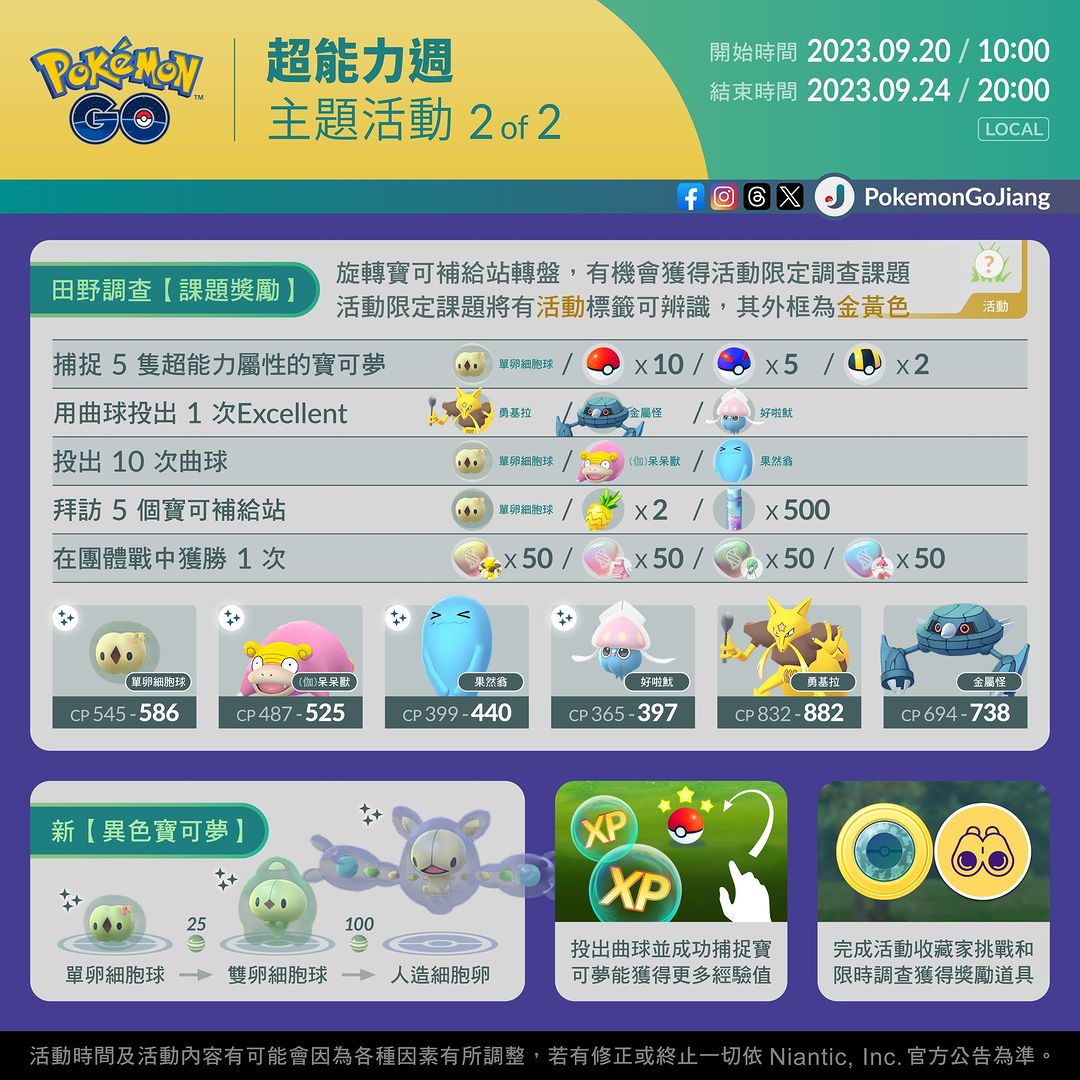 POKÉMON GO TM
超能力週
主題活動 2 of 2
開始時間 2023.09.20 / 10:00
結束時間 2023.09.24 / 20:00
LOCAL
PokemonGoJiang
田野調查【課題獎勵】
旋轉寶可補給站轉盤，有機會獲得活動限定調查課題
活動限定課題將有活動標籤可辨識，其外框為金黃色
?
活動
捕捉 5 隻超能力屬性的寶可夢 單卵細胞球 / x 10 / x 5 / x 2
用曲球投出 1 次Excellent 勇基拉 / 金屬怪 / 好啦魷
投出 10 次曲球 單卵細胞球 / (伽)呆呆獸 / 果然翁
拜訪 5 個寶可補給站 單卵細胞球 / x 2 / x 500
在團體戰中獲勝 1 次 x 50 / x 50 / x 50 / x 50
單卵細胞球 (伽)呆呆獸 果然翁 好啦魷 勇基拉 金屬怪
CP 545 - 586 CP 487 - 525 CP 399 - 440 CP 365 - 397 CP 832 - 882 CP 694 - 738
新【異色寶可夢】
25 100
單卵細胞球 → 雙卵細胞球 → 人造細胞卵
XP
XP
投出曲球並成功捕捉寶
可夢能獲得更多經驗值
完成活動收藏家挑戰和
限時調查獲得獎勵道具
活動時間及活動內容有可能會因為各種因素有所調整，若有修正或終止一切依 Niantic, Inc. 官方公告為準。